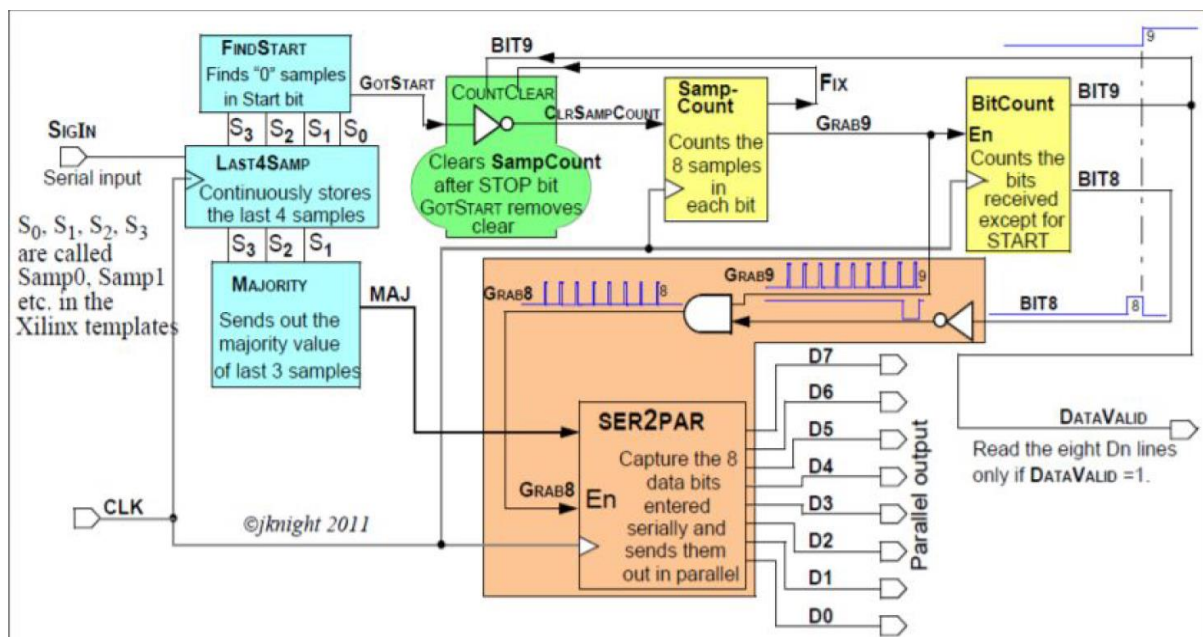 FINDSTART
Finds "0" samples
in Start bit
GOTSTART
S3 S2 S1 S0
SIGIN
Serial input
LAST4SAMP
Continuously stores
the last 4 samples
S0, S1, S2, S3
are called
Samp0, Samp1
etc. in the
Xilinx templates
S3 S2 S1
MAJORITY
Sends out the
majority value
of last 3 samples
MAJ
BIT9
COUNTCLEAR
CLRSAMPCOUNT
Clears SampCount
after STOP bit
GOTSTART removes
clear
Samp-
Count
Counts the
8 samples
in
each bit
FIX
GRAB9
BitCount
En
Counts the
bits
received
except for
START
BIT9
BIT8
9
GRAB9
9
GRAB8
8
BIT8
8
SER2PAR
Capture the 8
data bits
entered
serially and
sends them
out in parallel
GRAB8
En
D7
D6
D5
D4
D3
D2
D1
D0
Parallel output
DATAVALID
Read the eight Dn lines
only if DATAVALID =1.
CLK
©jknight 2011